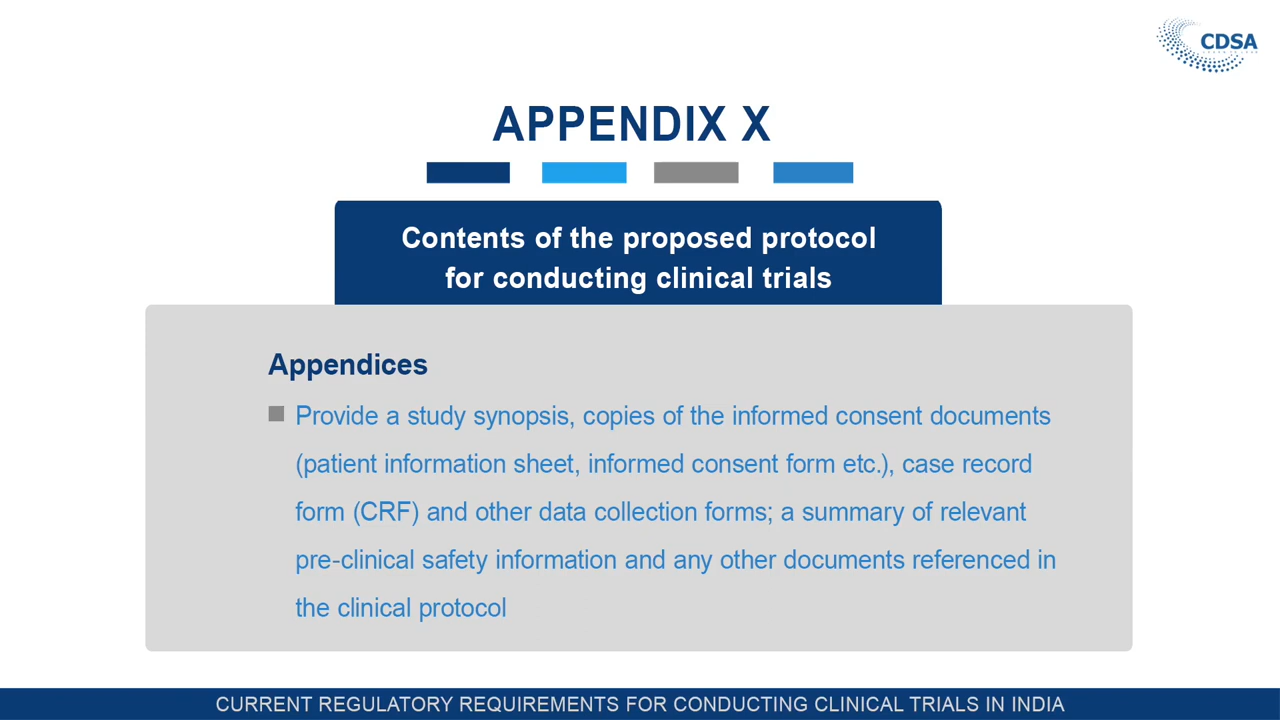 CDSA
APPENDIX X
Contents of the proposed protocol
for conducting clinical trials
Appendices
Provide a study synopsis, copies of the informed consent documents
(patient information sheet, informed consent form etc.), case record
form (CRF) and other data collection forms; a summary of relevant
pre-clinical safety information and any other documents referenced in
the clinical protocol
CURRENT REGULATORY REQUIREMENTS FOR CONDUCTING CLINICAL TRIALS IN INDIA